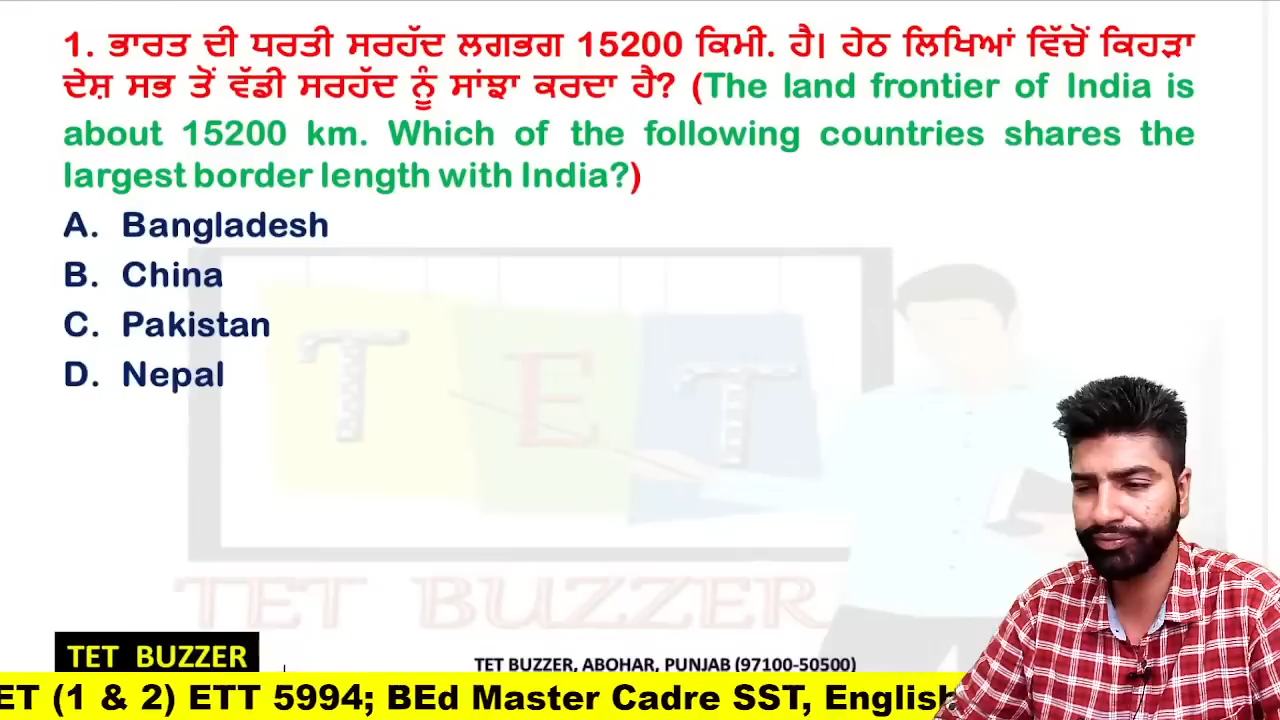 1. ਭਾਰਤ ਦੀ ਧਰਤੀ ਸਰਹੱਦ ਲਗਭਗ 15200 ਕਿਮੀ. ਹੈ। ਹੇਠ ਲਿਖਿਆਂ ਵਿੱਚੋਂ ਕਿਹੜਾ
ਦੇਸ਼ ਸਭ ਤੋਂ ਵੱਡੀ ਸਰਹੱਦ ਨੂੰ ਸਾਂਝਾ ਕਰਦਾ ਹੈ? (The land frontier of India is
about 15200 km. Which of the following countries shares the
largest border length with India?)
A. Bangladesh
B. China
C. Pakistan
D. Nepal
T E T
TET BUZZER
TET BUZZER
TET BUZZER, ABOHAR, PUNJAB (97100-50500)
ET (1 & 2) ETT 5994; BEd Master Cadre SST, English